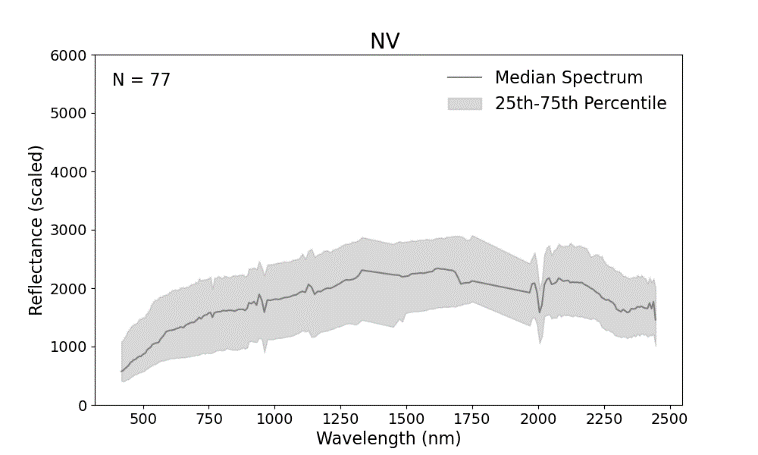 NV
N = 77
Median Spectrum
25th-75th Percentile
Reflectance (scaled)
6000
5000
4000
3000
2000
1000
0
500 750 1000 1250 1500 1750 2000 2250 2500
Wavelength (nm)